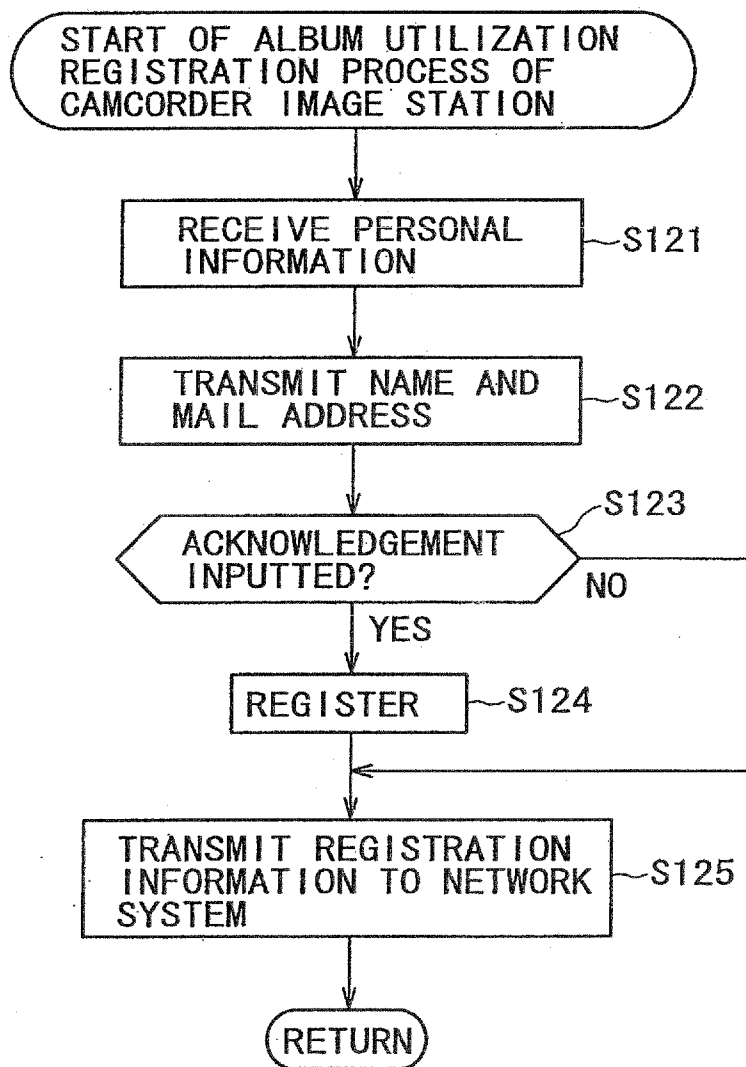 START OF ALBUM UTILIZATION
REGISTRATION PROCESS OF
CAMCORDER IMAGE STATION
RECEIVE PERSONAL
INFORMATION
S121
TRANSMIT NAME AND
MAIL ADDRESS
S122
S123
ACKNOWLEDGEMENT
INPUTTED?
NO
YES
REGISTER
S124
TRANSMIT REGISTRATION
INFORMATION TO NETWORK
SYSTEM
S125
RETURN